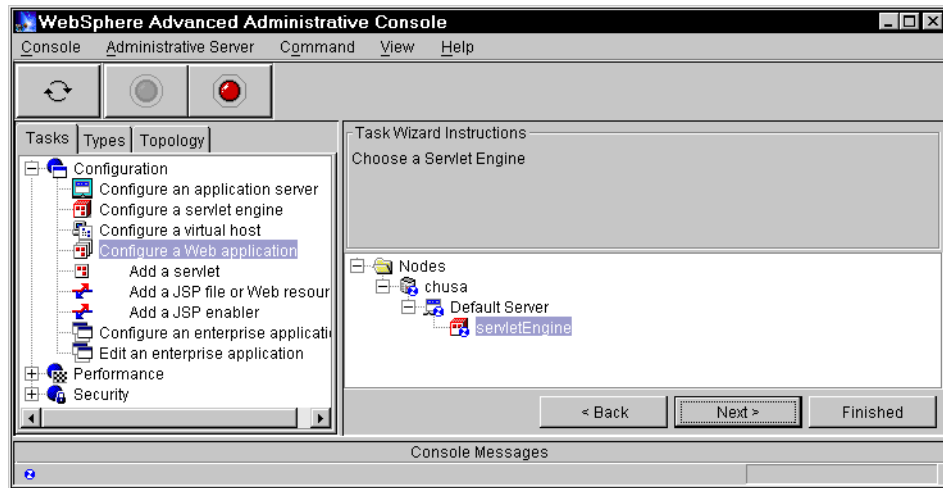 WebSphere Advanced Administrative Console
Console Administrative Server Command View Help
Tasks Types Topology
Configuration
Configure an application server
Configure a servlet engine
Configure a virtual host
Configure a Web application
Add a servlet
Add a JSP file or Web resour
Add a JSP enabler
Configure an enterprise applicati
Edit an enterprise application
Performance
Security
Task Wizard Instructions
Choose a Servlet Engine
Nodes
chusa
Default Server
servletEngine
< Back Next > Finished
Console Messages